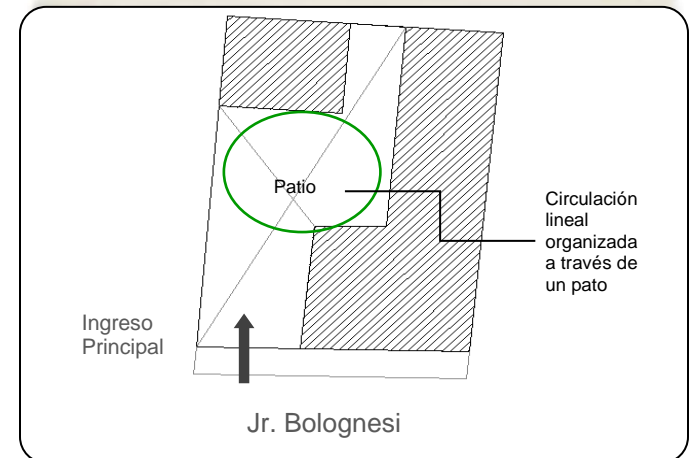 Patio
Circulación
lineal
organizada
a través de
un pato
Ingreso
Principal
Jr. Bolognesi